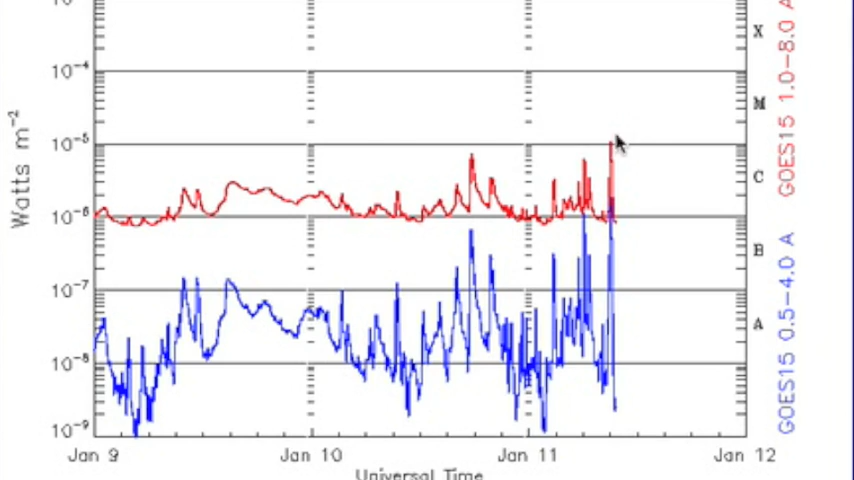 X
10⁻⁴
M
10⁻⁵
C
10⁻⁶
B
10⁻⁷
A
10⁻⁸
10⁻⁹
Watts m⁻²
Jan 9 Jan 10 Jan 11 Jan 12
Universal Time
GOES15 1.0-8.0 A
GOES15 0.5-4.0 A